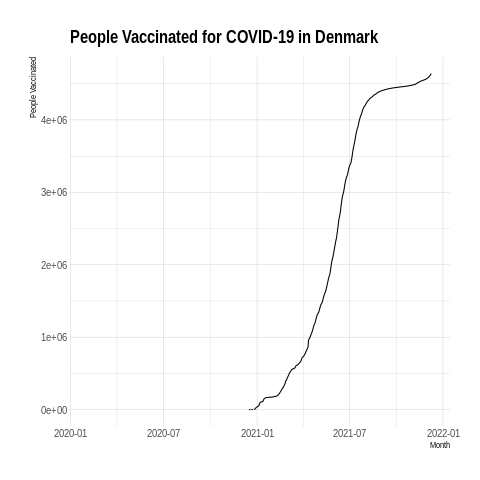 People Vaccinated for COVID-19 in Denmark
People Vaccinated
4e+06
3e+06
2e+06
1e+06
0e+00
2020-01 2020-07 2021-01 2021-07 2022-01
Month